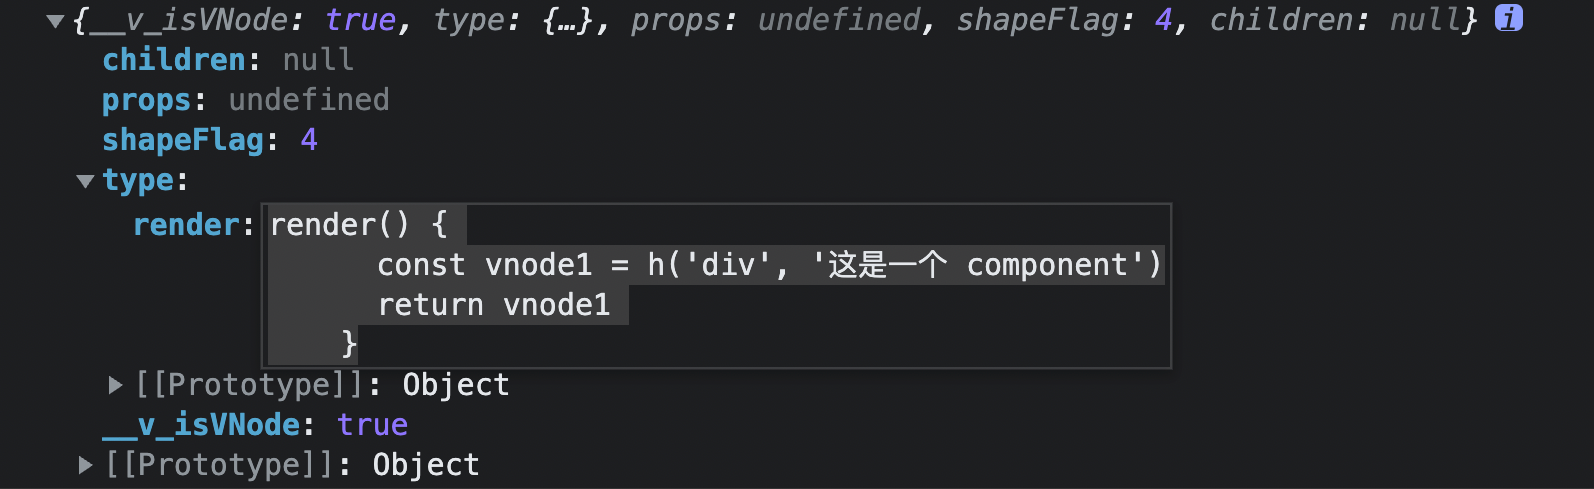 ▼{__v_isVNode: true, type: {…}, props: undefined, shapeFlag: 4, children: null} i
children: null
props: undefined
shapeFlag: 4
▼type:
render: render() {
const vnode1 = h('div', '这是一个 component')
return vnode1
}
▶[[Prototype]]: Object
__v_isVNode: true
▶[[Prototype]]: Object